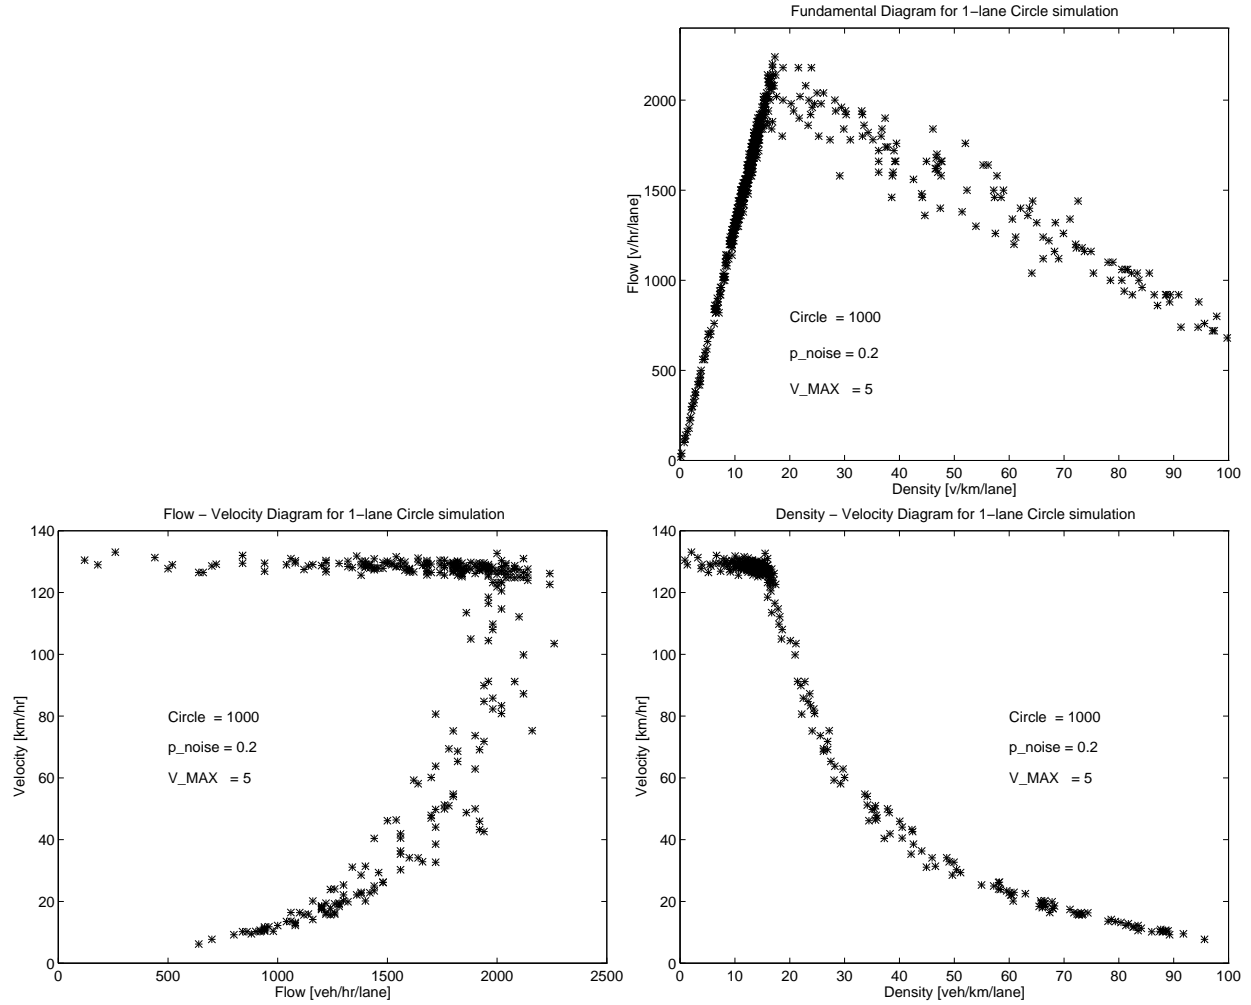 Fundamental Diagram for 1−lane Circle simulation
Flow [v/hr/lane]
2000
1500
1000
500
0
Circle = 1000
p_noise = 0.2
V_MAX = 5
0 10 20 30 40 50 60 70 80 90 100
Density [v/km/lane]
Flow − Velocity Diagram for 1−lane Circle simulation
Velocity [km/hr]
140
120
100
80
60
40
20
0
Circle = 1000
p_noise = 0.2
V_MAX = 5
0 500 1000 1500 2000 2500
Flow [veh/hr/lane]
Density − Velocity Diagram for 1−lane Circle simulation
Velocity [km/hr]
140
120
100
80
60
40
20
0
Circle = 1000
p_noise = 0.2
V_MAX = 5
0 10 20 30 40 50 60 70 80 90 100
Density [veh/km/lane]